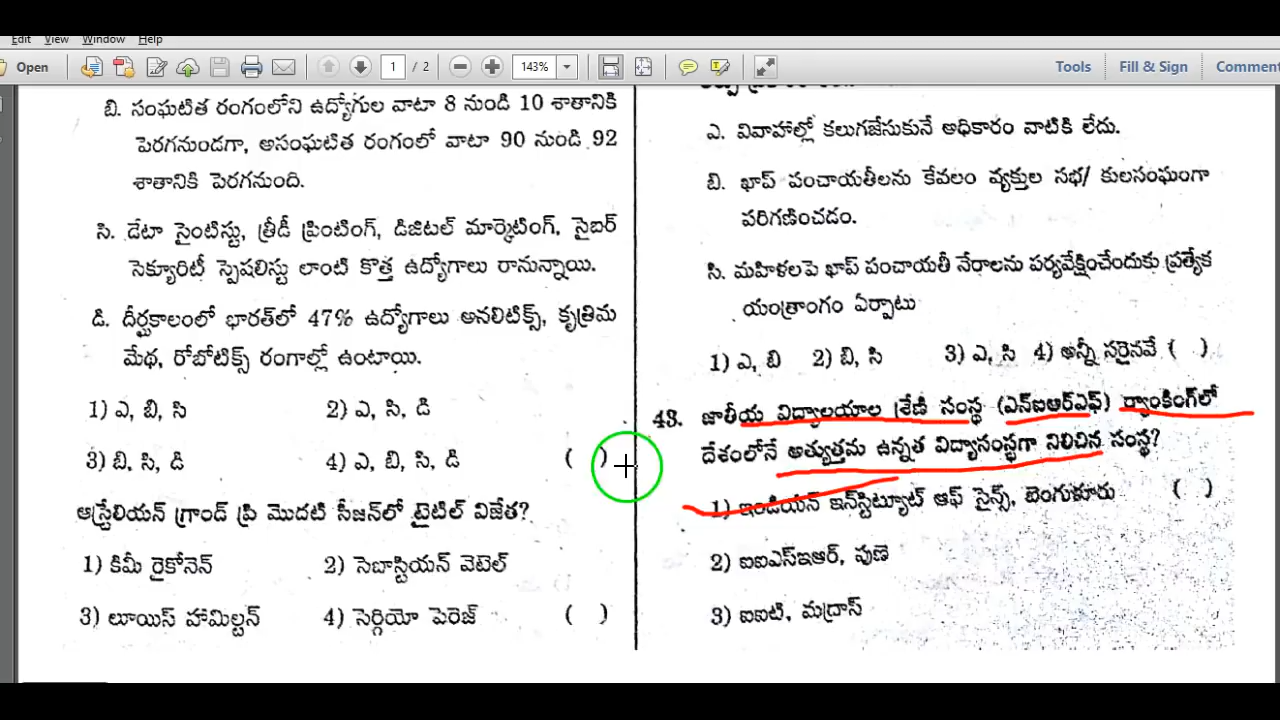 Edit View Window Help
Open 1 / 2 143% Tools Fill & Sign Comment
బి. సంఘటిత రంగంలోని ఉద్యోగుల వాటా 8 నుండి 10 శాతానికి
పెరగనుండగా, అసంఘటిత రంగంలో వాటా 90 నుండి 92
శాతానికి పెరగనుంది.
సి. డేటా సైంటిస్టు, త్రీడీ ప్రింటింగ్, డిజిటల్ మార్కెటింగ్, సైబర్
సెక్యూరిటీ స్పెషలిస్టు లాంటి కొత్త ఉద్యోగాలు రానున్నాయి.
డి. దీర్ఘకాలంలో భారత్‌లో 47% ఉద్యోగాలు అనలిటిక్స్, కృత్రిమ
మేథ, రోబోటిక్స్ రంగాల్లో ఉంటాయి.
1) ఎ, బి, సి 2) ఎ, సి, డి
3) బి, సి, డి 4) ఎ, బి, సి, డి ( )
ఆస్ట్రేలియన్ గ్రాండ్ ప్రి మొదటి సీజన్‌లో టైటిల్ విజేత?
1) కిమీ రైకోనెన్ 2) సెబాస్టియన్ వెటెల్
3) లూయిస్ హామిల్టన్ 4) సెర్గియో పెరెజ్ ( )
ఎ. వివాహాల్లో కలుగజేసుకునే అధికారం వాటికి లేదు.
బి. ఖాప్ పంచాయతీలను కేవలం వ్యక్తుల సభ/ కులసంఘంగా
పరిగణించడం.
సి. మహిళలపై ఖాప్ పంచాయతీ నేరాలను పర్యవేక్షించేందుకు ప్రత్యేక
యంత్రాంగం ఏర్పాటు
1) ఎ, బి 2) బి, సి 3) ఎ, సి 4) అన్నీ సరైనవే ( )
43. జాతీయ విద్యాలయాల శ్రేణి సంస్థ (ఎన్ఐఆర్ఎఫ్) ర్యాంకింగ్‌లో
దేశంలోనే అత్యుత్తమ ఉన్నత విద్యాసంస్థగా నిలిచిన సంస్థ?
1) ఇండియన్ ఇన్‌స్టిట్యూట్ ఆఫ్ సైన్స్, బెంగుళూరు ( )
2) ఐఐఎస్ఇఆర్, పుణె
3) ఐఐటి, మద్రాస్